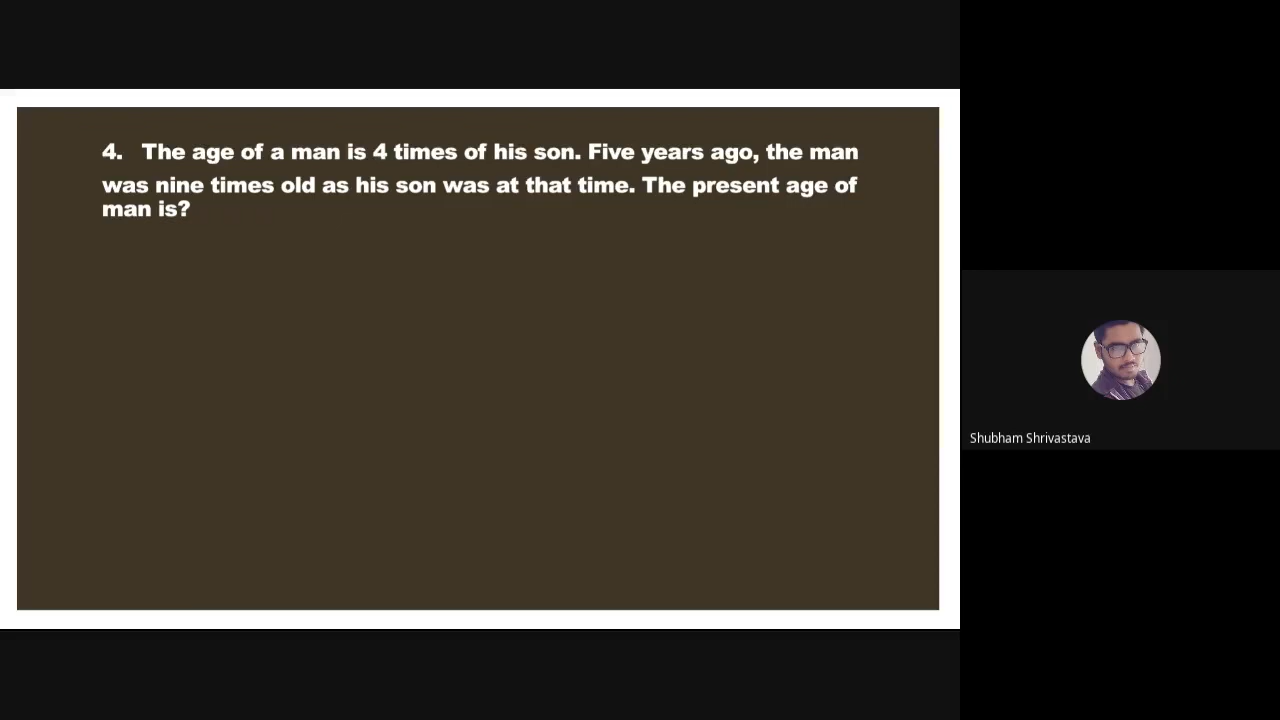 4. The age of a man is 4 times of his son. Five years ago, the man
was nine times old as his son was at that time. The present age of
man is?
Shubham Shrivastava